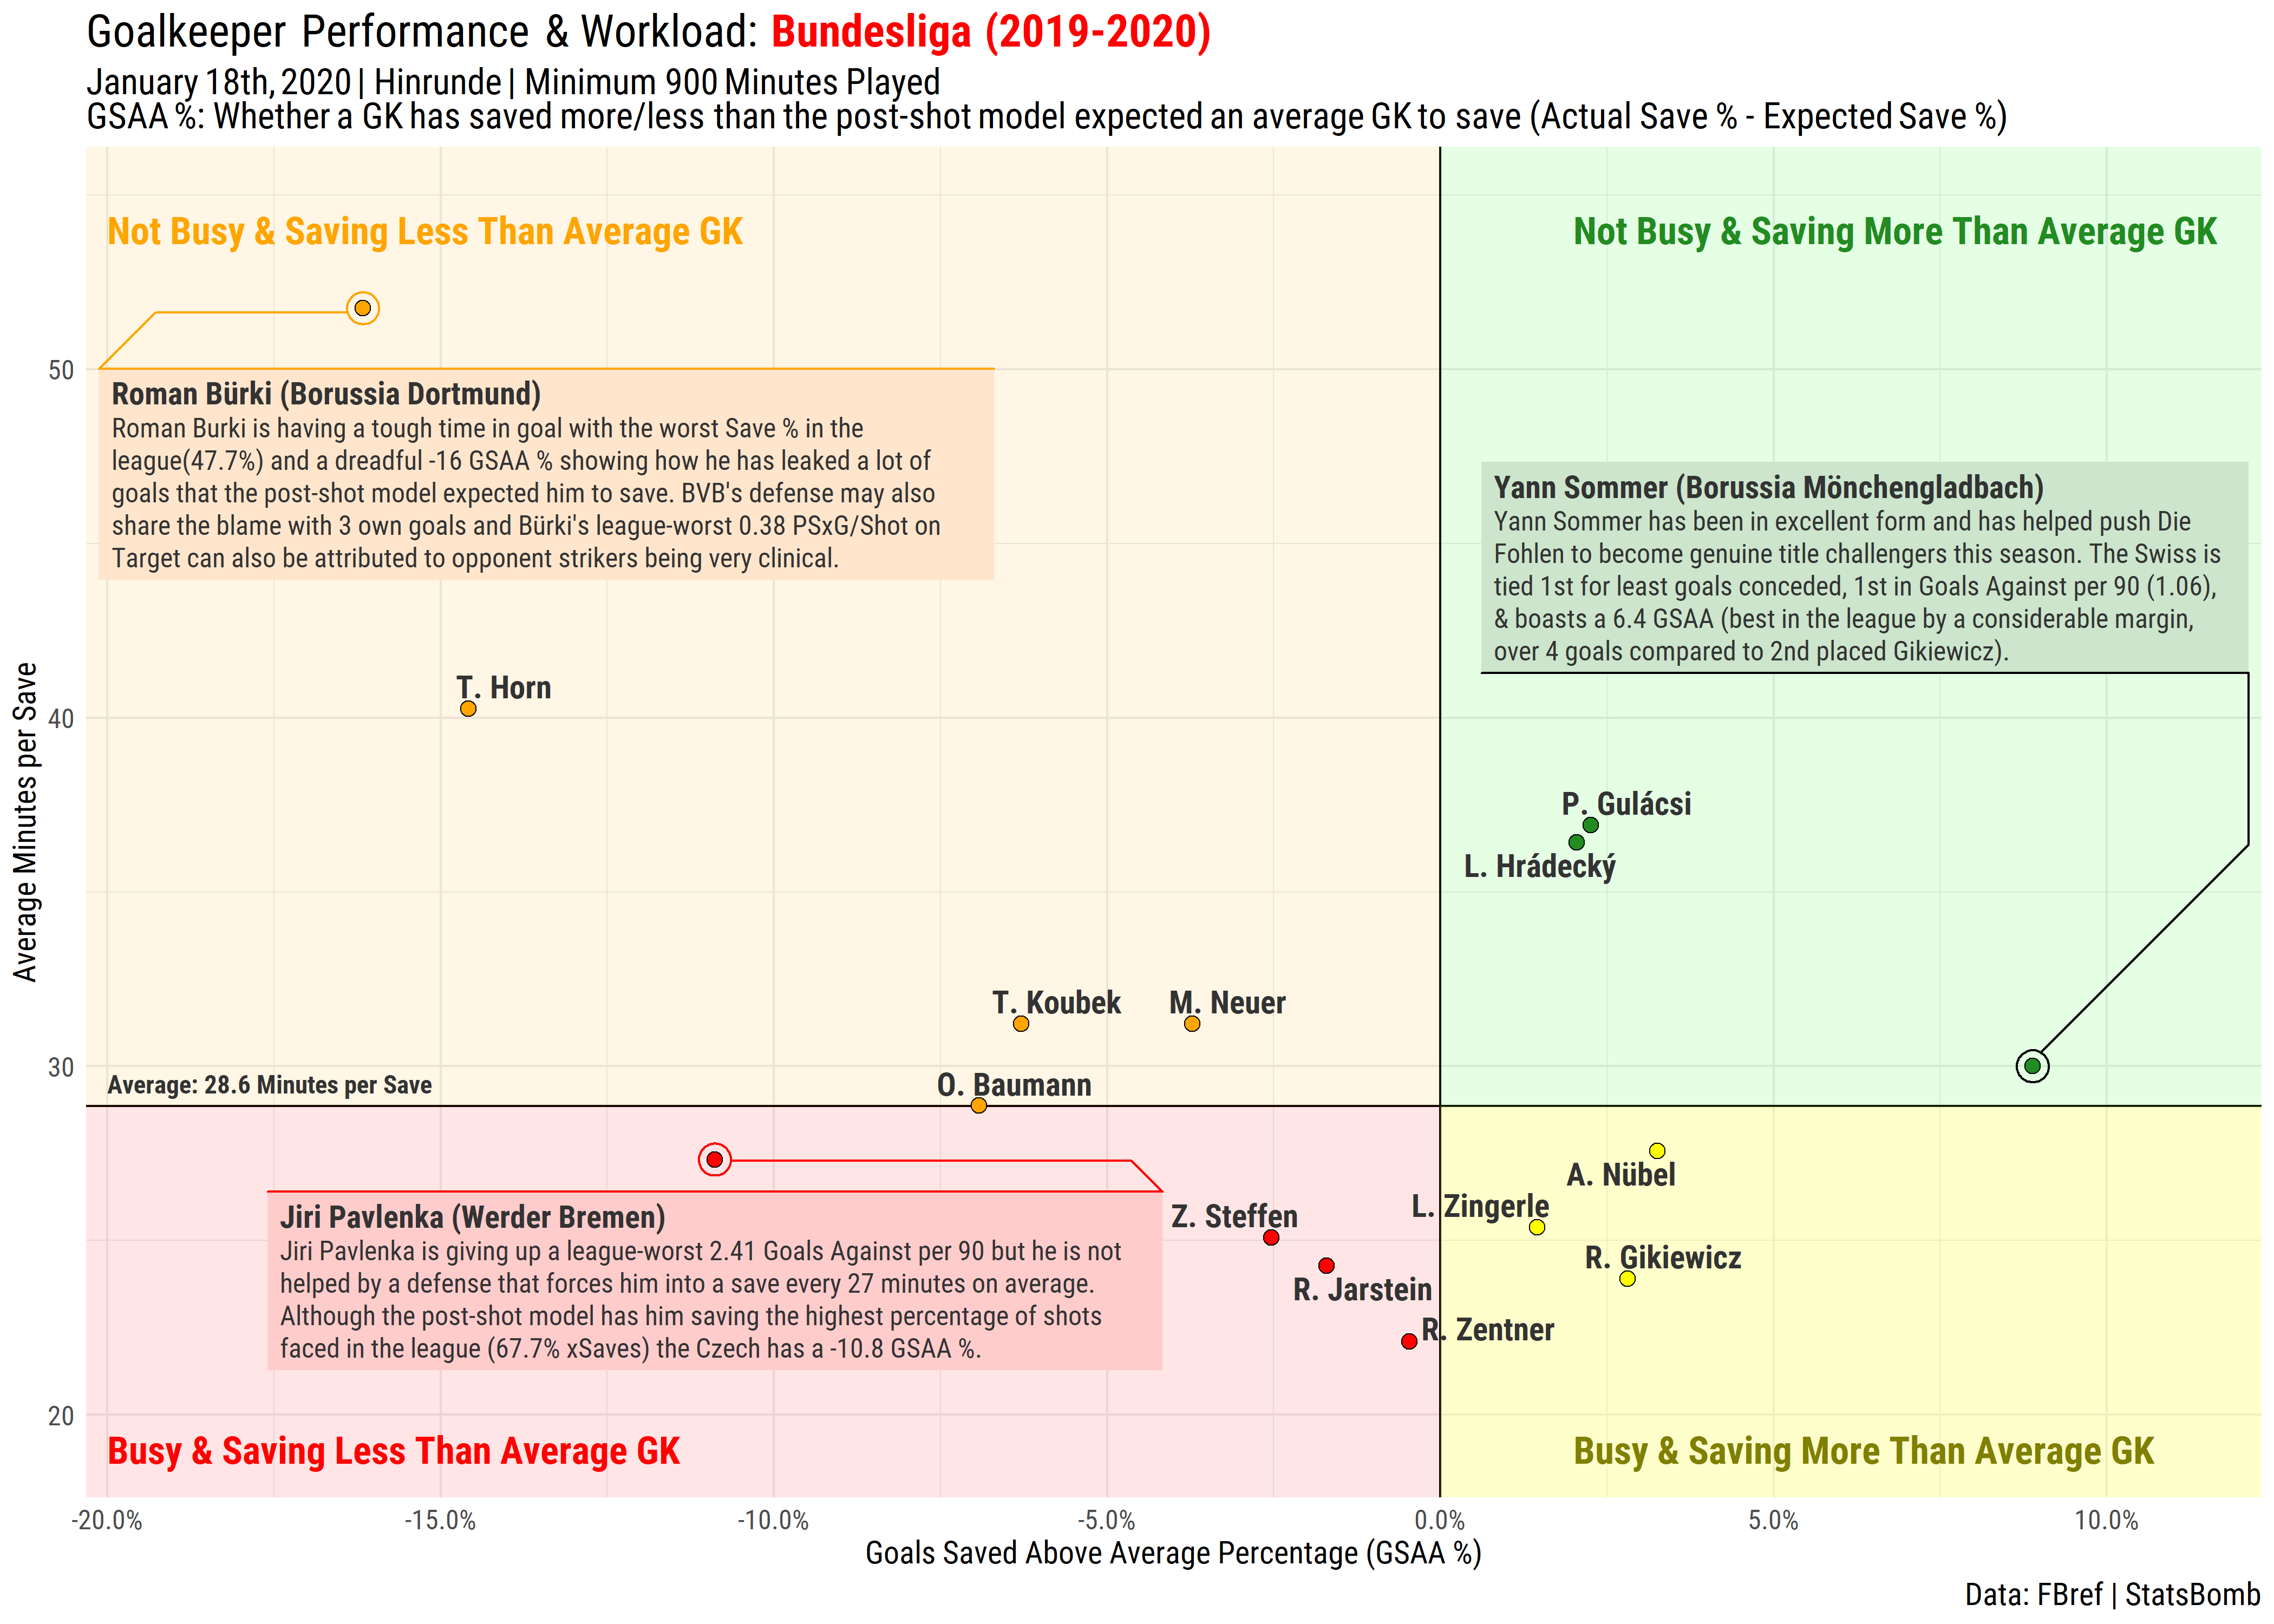 Goalkeeper Performance & Workload: Bundesliga (2019-2020)
January 18th, 2020 | Hinrunde | Minimum 900 Minutes Played
GSAA %: Whether a GK has saved more/less than the post-shot model expected an average GK to save (Actual Save % - Expected Save %)
Not Busy & Saving Less Than Average GK
Not Busy & Saving More Than Average GK
50
Roman Bürki (Borussia Dortmund)
Roman Burki is having a tough time in goal with the worst Save % in the
league(47.7%) and a dreadful -16 GSAA % showing how he has leaked a lot of
goals that the post-shot model expected him to save. BVB's defense may also
share the blame with 3 own goals and Bürki's league-worst 0.38 PSxG/Shot on
Target can also be attributed to opponent strikers being very clinical.
Yann Sommer (Borussia Mönchengladbach)
Yann Sommer has been in excellent form and has helped push Die
Fohlen to become genuine title challengers this season. The Swiss is
tied 1st for least goals conceded, 1st in Goals Against per 90 (1.06),
& boasts a 6.4 GSAA (best in the league by a considerable margin,
over 4 goals compared to 2nd placed Gikiewicz).
T. Horn
40
P. Gulácsi
L. Hrádecký
Average Minutes per Save
T. Koubek
M. Neuer
30
Average: 28.6 Minutes per Save
O. Baumann
A. Nübel
L. Zingerle
Z. Steffen
R. Gikiewicz
R. Jarstein
R. Zentner
Jiri Pavlenka (Werder Bremen)
Jiri Pavlenka is giving up a league-worst 2.41 Goals Against per 90 but he is not
helped by a defense that forces him into a save every 27 minutes on average.
Although the post-shot model has him saving the highest percentage of shots
faced in the league (67.7% xSaves) the Czech has a -10.8 GSAA %.
20
Busy & Saving Less Than Average GK
Busy & Saving More Than Average GK
-20.0%
-15.0%
-10.0%
-5.0%
0.0%
5.0%
10.0%
Goals Saved Above Average Percentage (GSAA %)
Data: FBref | StatsBomb